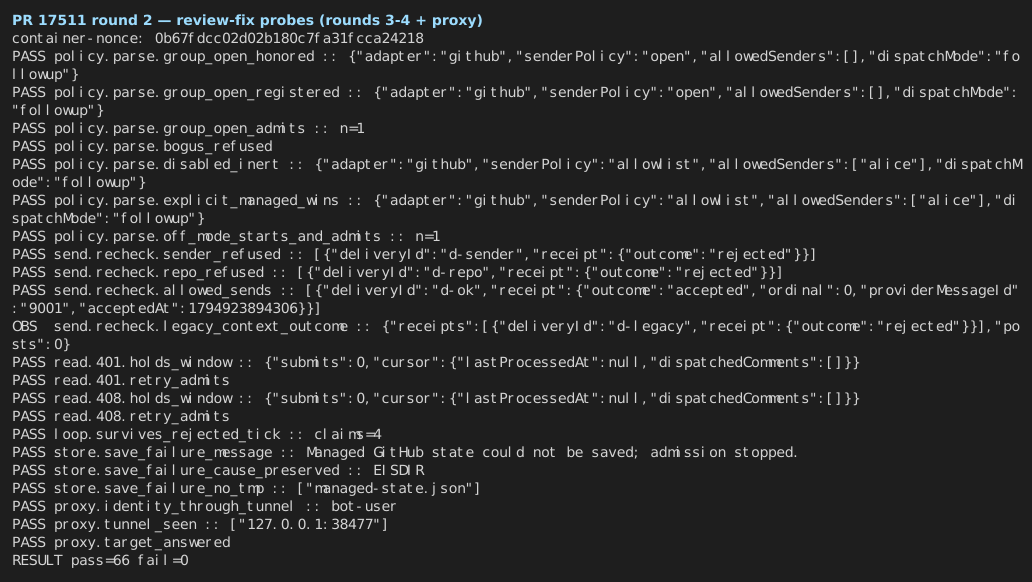 PR 17511 round 2 — review-fix probes (rounds 3-4 + proxy)
container-nonce: 0b67fdcc02d02b180c7fa31fcca24218
PASS policy.parse.group_open_honored :: {"adapter":"github","senderPolicy":"open","allowedSenders":[],"dispatchMode":"fo
llowup"}
PASS policy.parse.group_open_registered :: {"adapter":"github","senderPolicy":"open","allowedSenders":[],"dispatchMode":
"followup"}
PASS policy.parse.group_open_admits :: n=1
PASS policy.parse.bogus_refused
PASS policy.parse.disabled_inert :: {"adapter":"github","senderPolicy":"allowlist","allowedSenders":["alice"],"dispatchM
ode":"followup"}
PASS policy.parse.explicit_managed_wins :: {"adapter":"github","senderPolicy":"allowlist","allowedSenders":["alice"],"di
spatchMode":"followup"}
PASS policy.parse.off_mode_starts_and_admits :: n=1
PASS send.recheck.sender_refused :: [{"deliveryId":"d-sender","receipt":{"outcome":"rejected"}}]
PASS send.recheck.repo_refused :: [{"deliveryId":"d-repo","receipt":{"outcome":"rejected"}}]
PASS send.recheck.allowed_sends :: [{"deliveryId":"d-ok","receipt":{"outcome":"accepted","ordinal":0,"providerMessageId"
:"9001","acceptedAt":1794923894306}}]
OBS  send.recheck.legacy_context_outcome :: {"receipts":[{"deliveryId":"d-legacy","receipt":{"outcome":"rejected"}}],"po
sts":0}
PASS read.401.holds_window :: {"submits":0,"cursor":{"lastProcessedAt":null,"dispatchedComments":[]}}
PASS read.401.retry_admits
PASS read.408.holds_window :: {"submits":0,"cursor":{"lastProcessedAt":null,"dispatchedComments":[]}}
PASS read.408.retry_admits
PASS loop.survives_rejected_tick :: claims=4
PASS store.save_failure_message :: Managed GitHub state could not be saved; admission stopped.
PASS store.save_failure_cause_preserved :: EISDIR
PASS store.save_failure_no_tmp :: ["managed-state.json"]
PASS proxy.identity_through_tunnel :: bot-user
PASS proxy.tunnel_seen :: ["127.0.0.1:38477"]
PASS proxy.target_answered
RESULT pass=66 fail=0